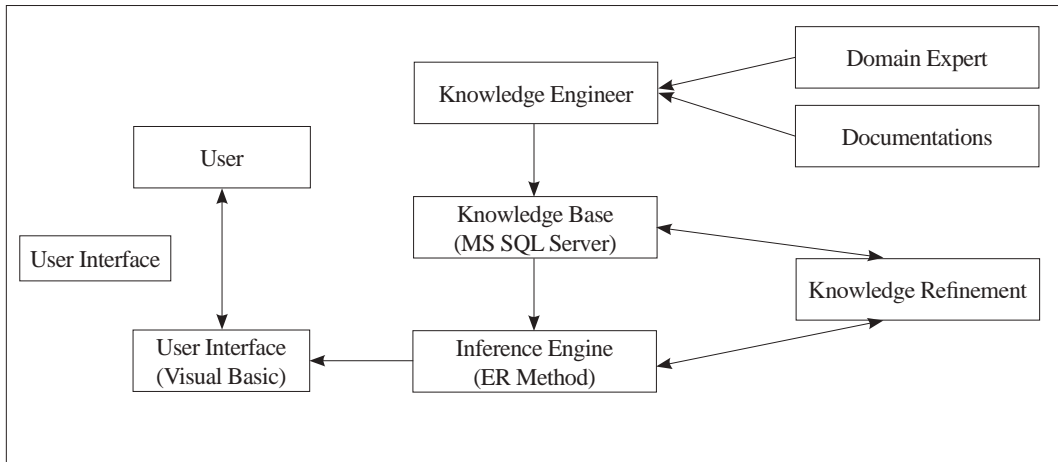 Domain Expert
Knowledge Engineer
Documentations
User
Knowledge Base
(MS SQL Server)
User Interface
Knowledge Refinement
User Interface
(Visual Basic)
Inference Engine
(ER Method)